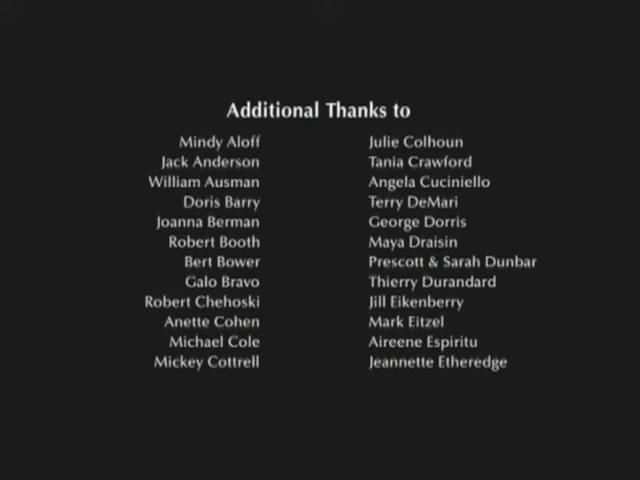 Additional Thanks to
Mindy Aloff
Jack Anderson
William Ausman
Doris Barry
Joanna Berman
Robert Booth
Bert Bower
Galo Bravo
Robert Chehoski
Anette Cohen
Michael Cole
Mickey Cottrell
Julie Colhoun
Tania Crawford
Angela Cuciniello
Terry DeMari
George Dorris
Maya Draisin
Prescott & Sarah Dunbar
Thierry Durandard
Jill Eikenberry
Mark Eitzel
Aireene Espiritu
Jeannette Etheredge